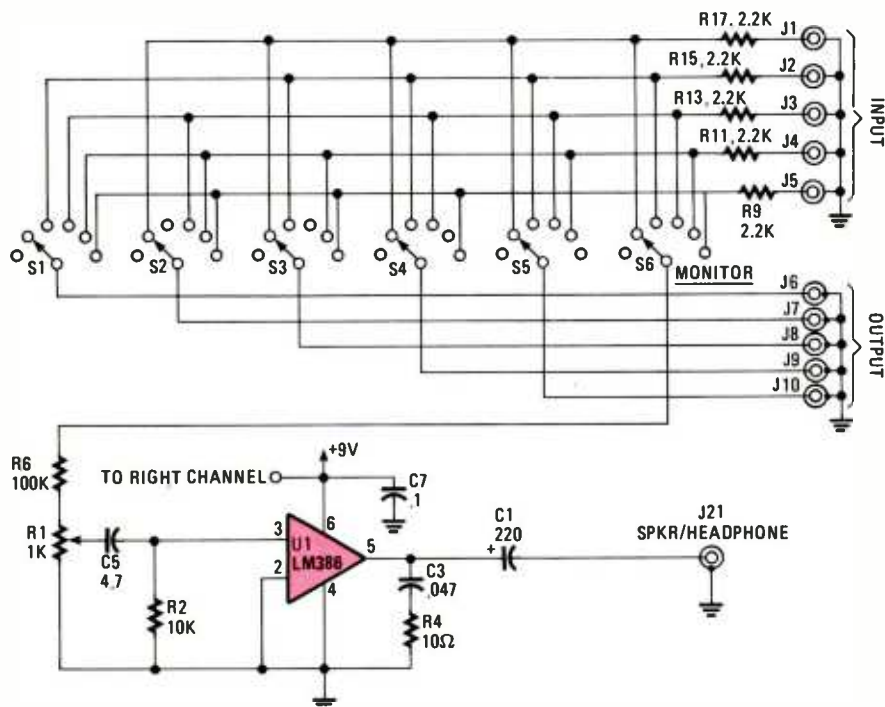 R17, 2.2K
J1
R15, 2.2K
J2
R13, 2.2K
J3
R11, 2.2K
J4
J5
R9
2.2K
INPUT
S1
S2
S3
S4
S5
S6
MONITOR
J6
J7
J8
J9
J10
OUTPUT
+9V
TO RIGHT CHANNEL
R6
100K
C7
.1
R1
1K
C5
4.7
3
2
6
4
5
U1
LM386
C1
220
+
J21
SPKR/HEADPHONE
C3
.047
R2
10K
R4
10Ω